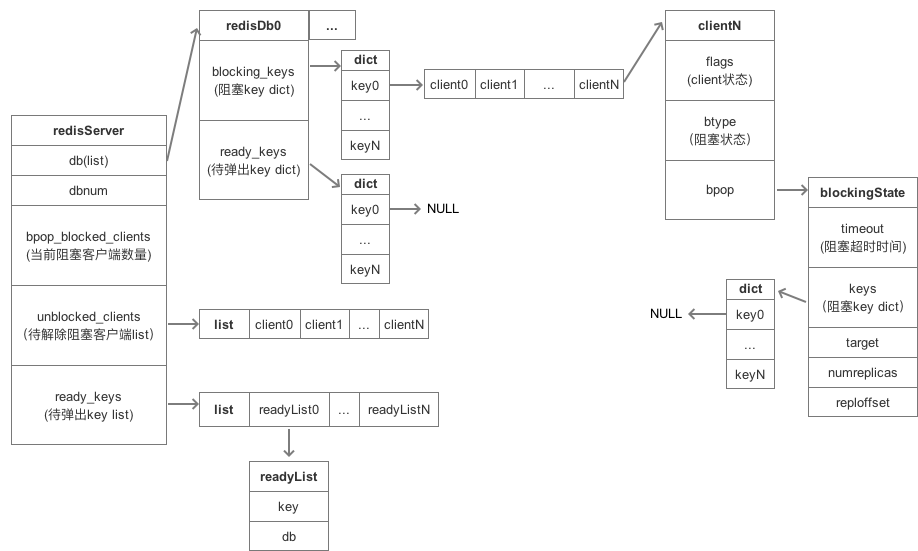 redisServer
db(list)
dbnum
bpop_blocked_clients
(当前阻塞客户端数量)
unblocked_clients
(待解除阻塞客户端list)
ready_keys
(待弹出key list)
redisDb0
...
blocking_keys
(阻塞key dict)
ready_keys
(待弹出key dict)
dict
key0
...
keyN
client0 client1 ... clientN
dict
key0
...
keyN
NULL
list client0 client1 ... clientN
list readyList0 ... readyListN
readyList
key
db
clientN
flags
(client状态)
btype
(阻塞状态)
bpop
blockingState
timeout
(阻塞超时时间)
keys
(阻塞key dict)
target
numreplicas
reploffset
dict
key0
...
keyN
NULL